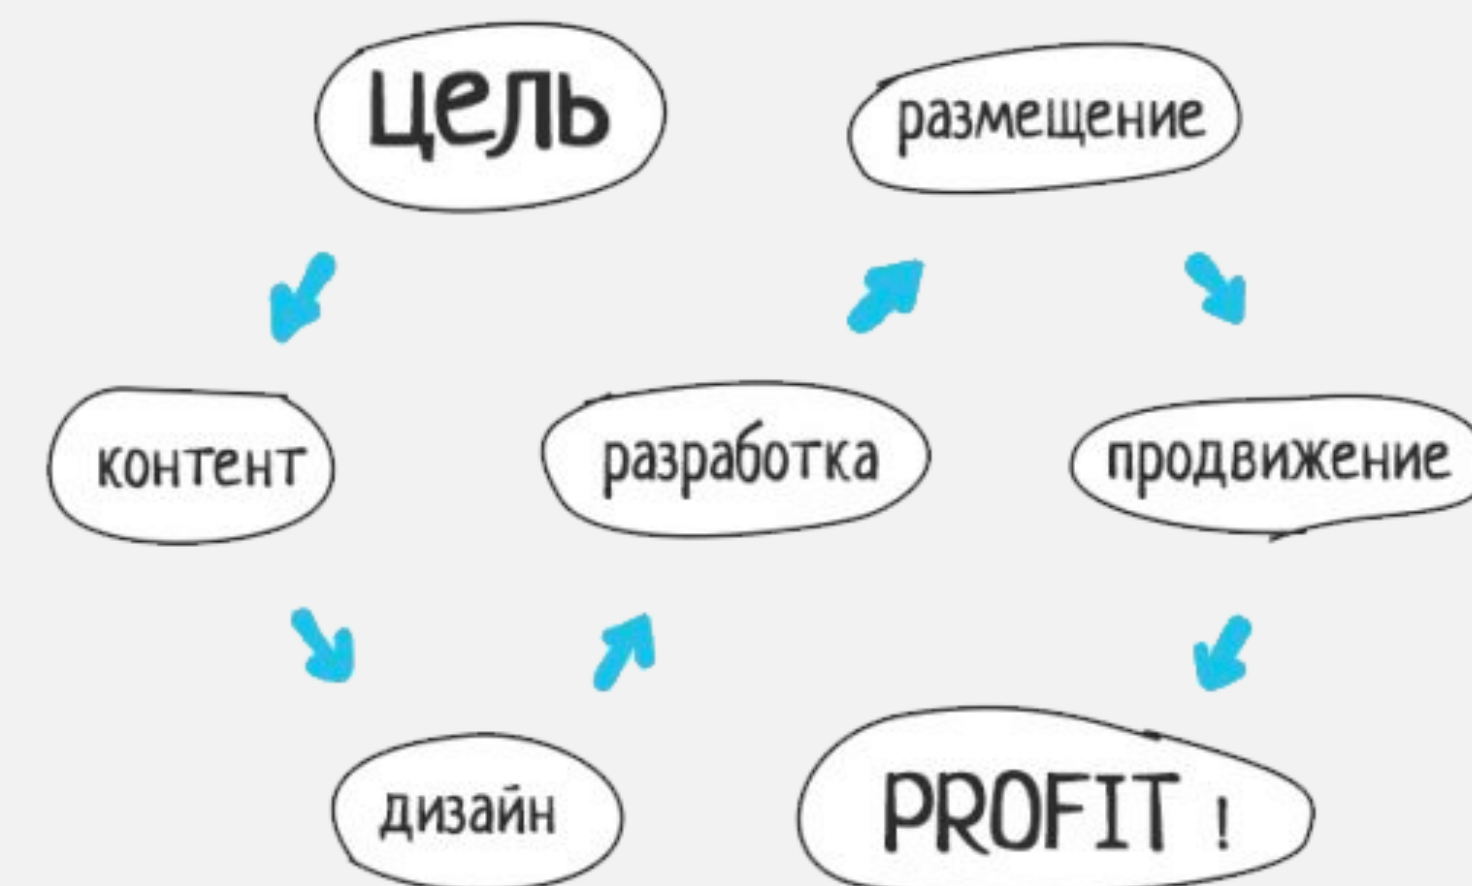 цель
размещение
контент
разработка
продвижение
дизайн
PROFIT !